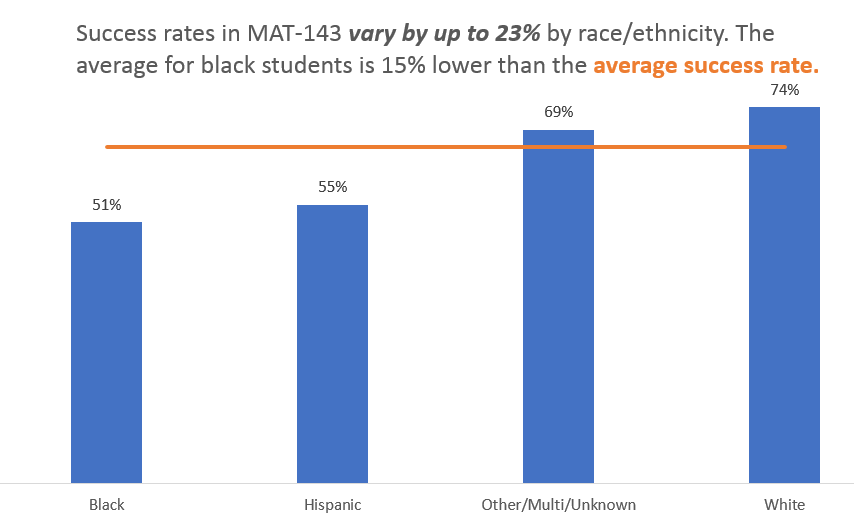 Success rates in MAT-143 vary by up to 23% by race/ethnicity. The
average for black students is 15% lower than the average success rate.
74%
69%
55%
51%
Black Hispanic Other/Multi/Unknown White